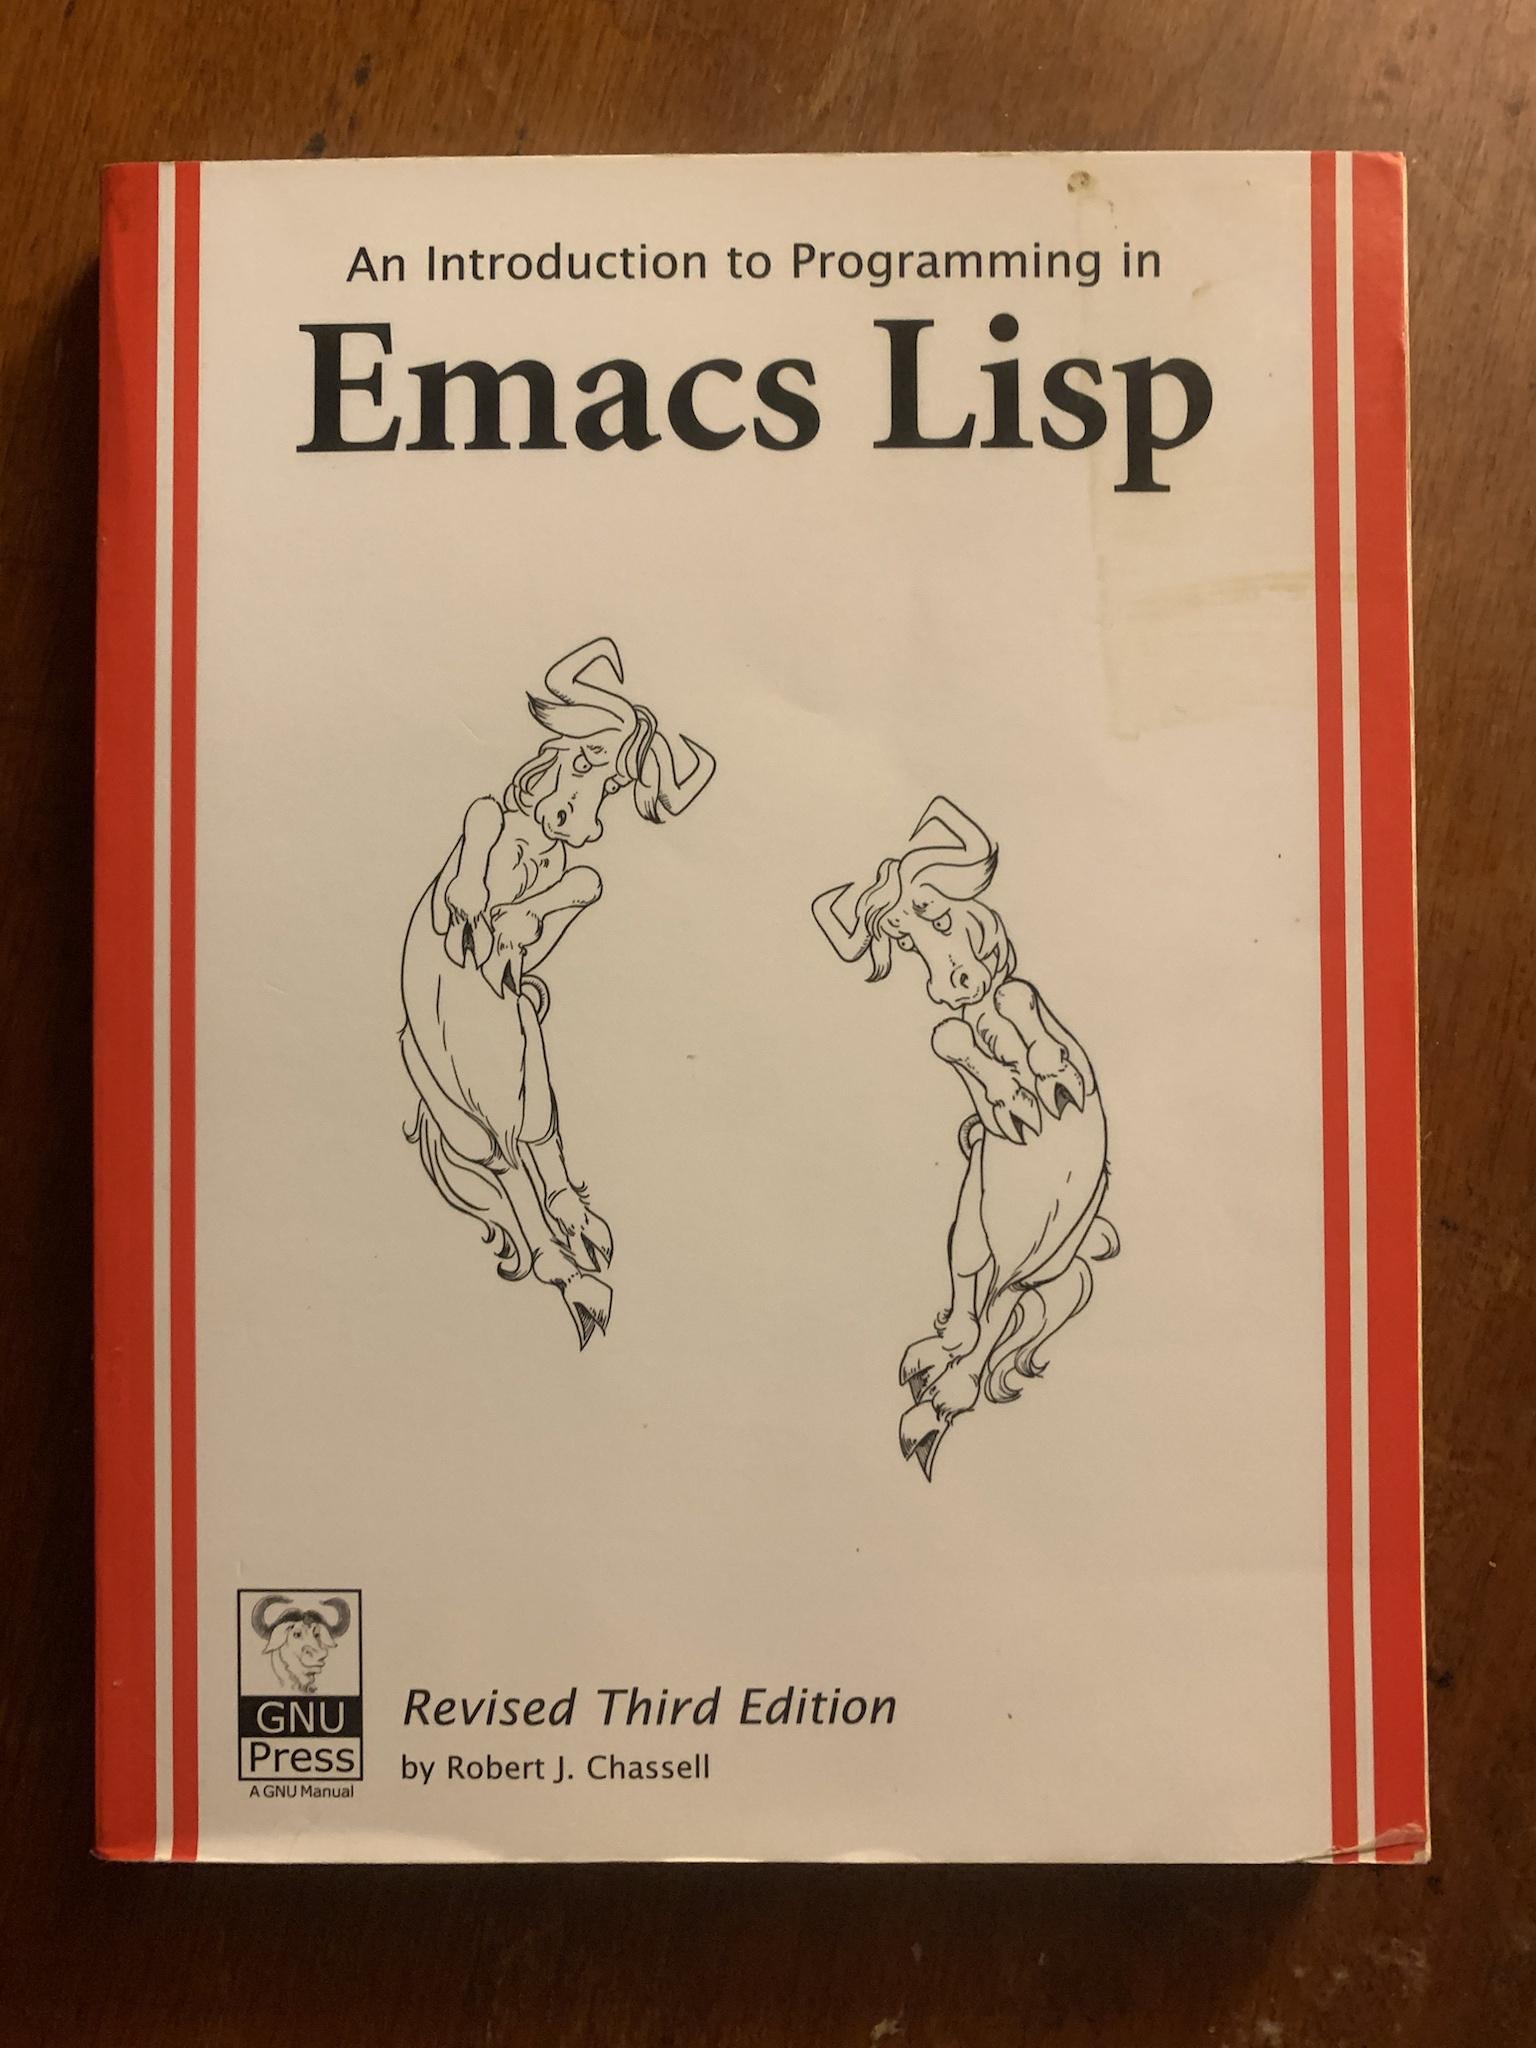 An Introduction to Programming in
Emacs Lisp
GNU
Press
A GNU Manual
Revised Third Edition
by Robert J. Chassell